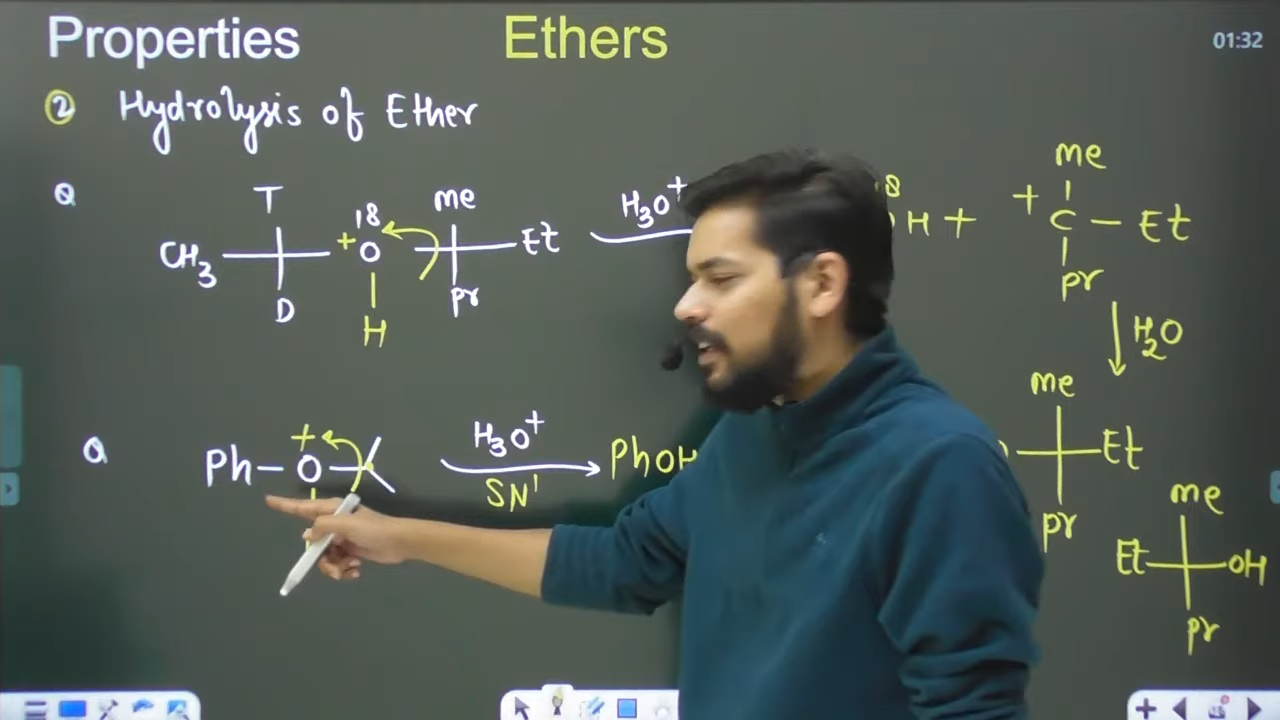 Properties
Ethers
01:32
② Hydrolysis of Ether
Q
T
CH3
D
18
+O
H
me
Et
pr
H3O+
18
H +
me
+C — Et
pr
H2O
me
Et
pr
me
Et
OH
pr
Q
Ph—O
+
H3O+
SN1
PhOH